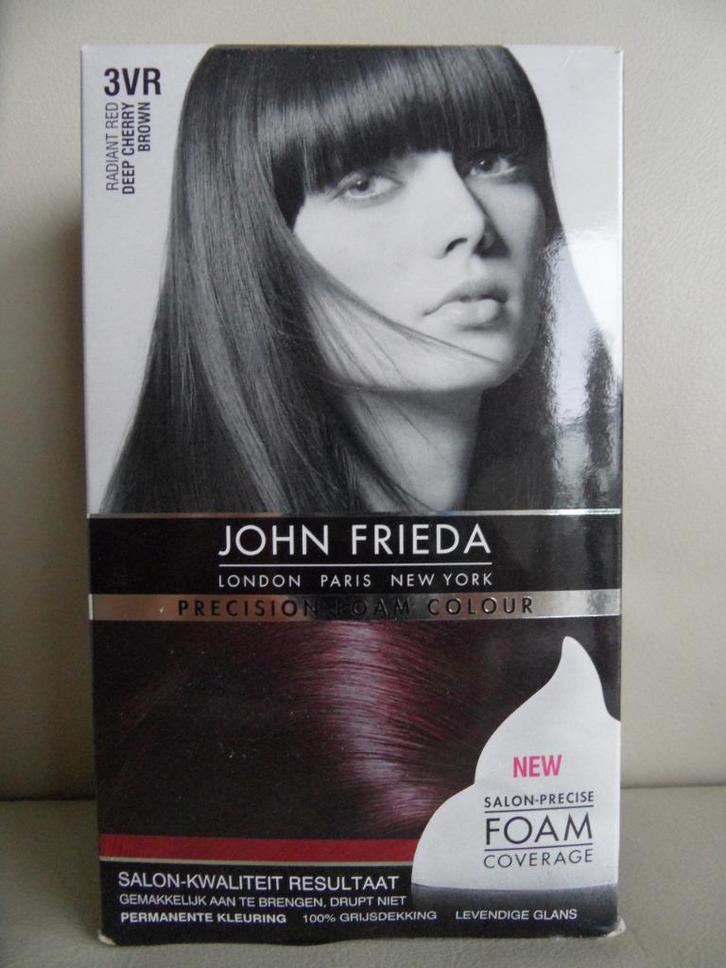 3VR
RADIANT RED
DEEP CHERRY
BROWN
JOHN FRIEDA
LONDON PARIS NEW YORK
PRECISION FOAM COLOUR
NEW
SALON-PRECISE
FOAM
COVERAGE
SALON-KWALITEIT RESULTAAT
GEMAKKELIJK AAN TE BRENGEN, DRUPT NIET
PERMANENTE KLEURING 100% GRIJSDEKKING LEVENDIGE GLANS